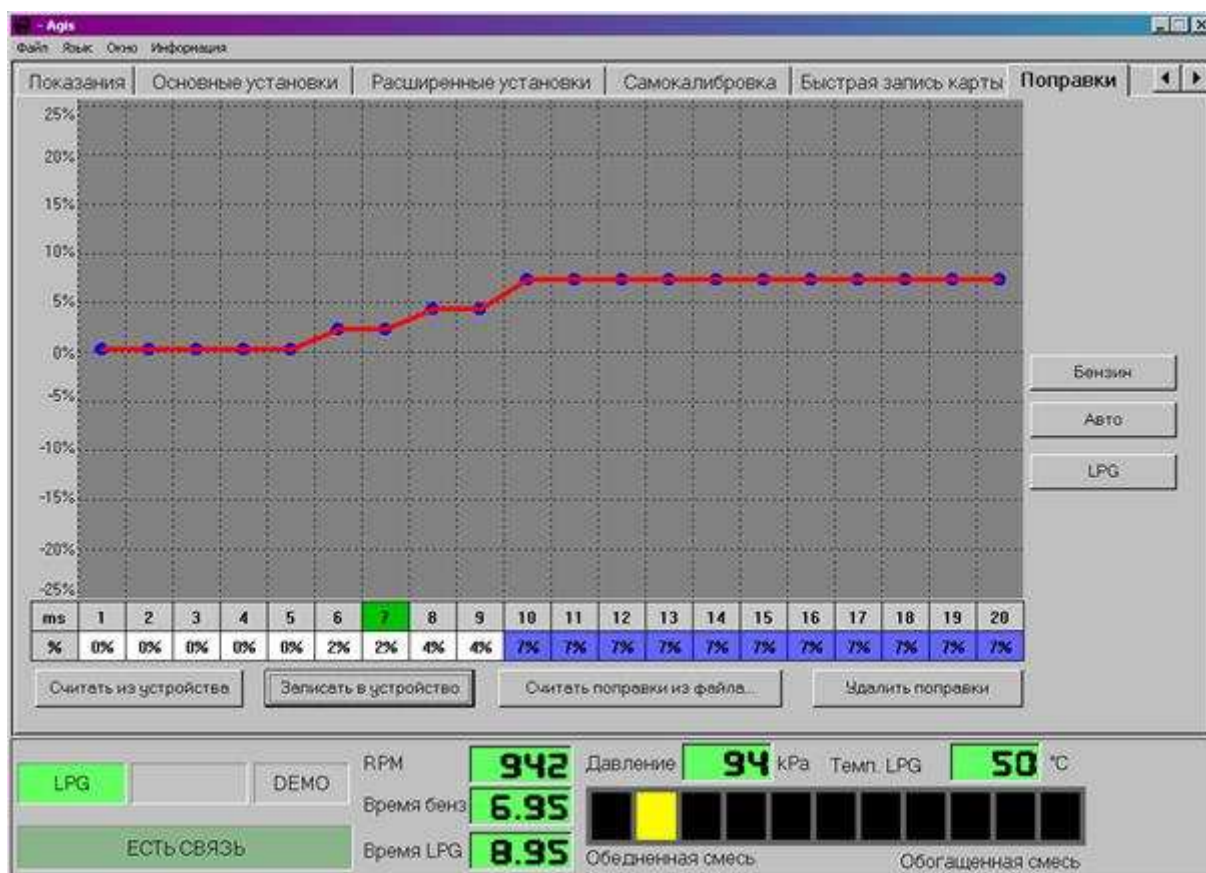 - Agis
Файл Язык Окно Информация
Показания Основные установки Расширенные установки Самокалибровка Быстрая запись карты Поправки
25%
20%
15%
10%
5%
0%
-5%
-10%
-15%
-20%
-25%
Бензин
Авто
LPG
ms 1 2 3 4 5 6 7 8 9 10 11 12 13 14 15 16 17 18 19 20
% 0% 0% 0% 0% 0% 2% 2% 4% 4% 7% 7% 7% 7% 7% 7% 7% 7% 7% 7% 7%
Считать из устройства Записать в устройство Считать поправки из файла... Удалить поправки
LPG DEMO RPM 942 Давление 94 kPa Темп. LPG 50 °C
Время бенз 6.95
ЕСТЬ СВЯЗЬ Время LPG 8.95 Обедненная смесь Обогащенная смесь